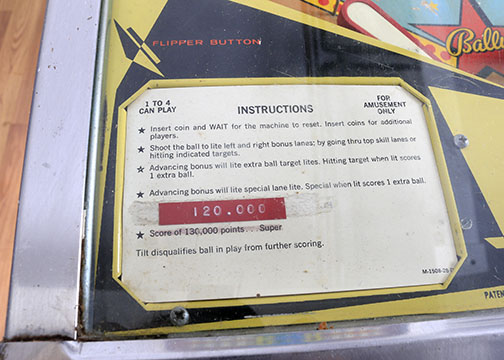 Bally
FLIPPER BUTTON
1 TO 4
CAN PLAY
INSTRUCTIONS
FOR
AMUSEMENT
ONLY
★ Insert coin and WAIT for the machine to reset. Insert coins for additional
players.
★ Shoot the ball to lite left and right bonus lanes; by going thru top skill lanes or
hitting indicated targets.
☆ Advancing bonus will lite extra ball target lites. Hitting target when lit scores
1 extra ball.
★ Advancing bonus will lite special lane lite. Special when lit scores 1 extra ball.
120.000
★ Score of 130,000 points . . . Super
Tilt disqualifies ball in play from further scoring.